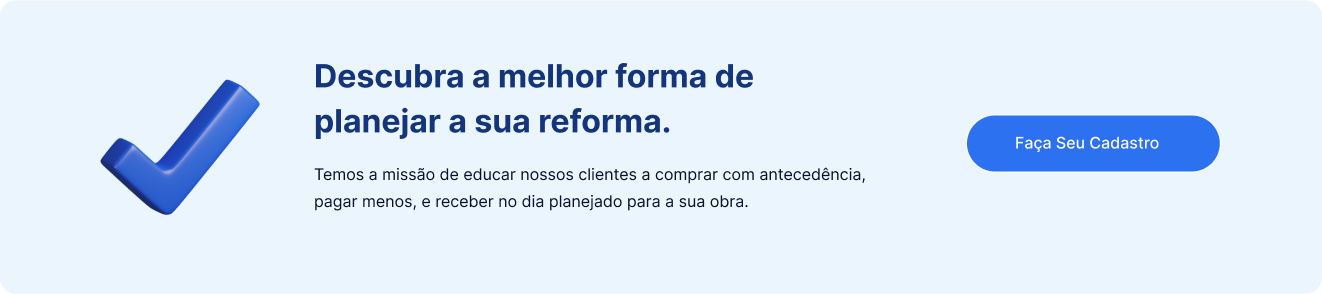 Descubra a melhor forma de
planejar a sua reforma.
Temos a missão de educar nossos clientes a comprar com antecedência,
pagar menos, e receber no dia planejado para a sua obra.
Faça Seu Cadastro